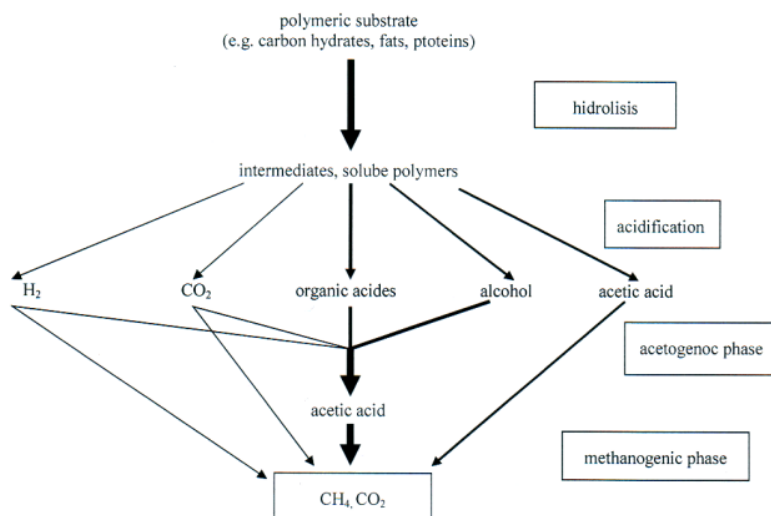 polymeric substrate
(e.g. carbon hydrates, fats, ptoteins)
hidrolisis
intermediates, solube polymers
acidification
H₂
CO₂
organic acides
alcohol
acetic acid
acetogenoc phase
acetic acid
methanogenic phase
CH₄, CO₂